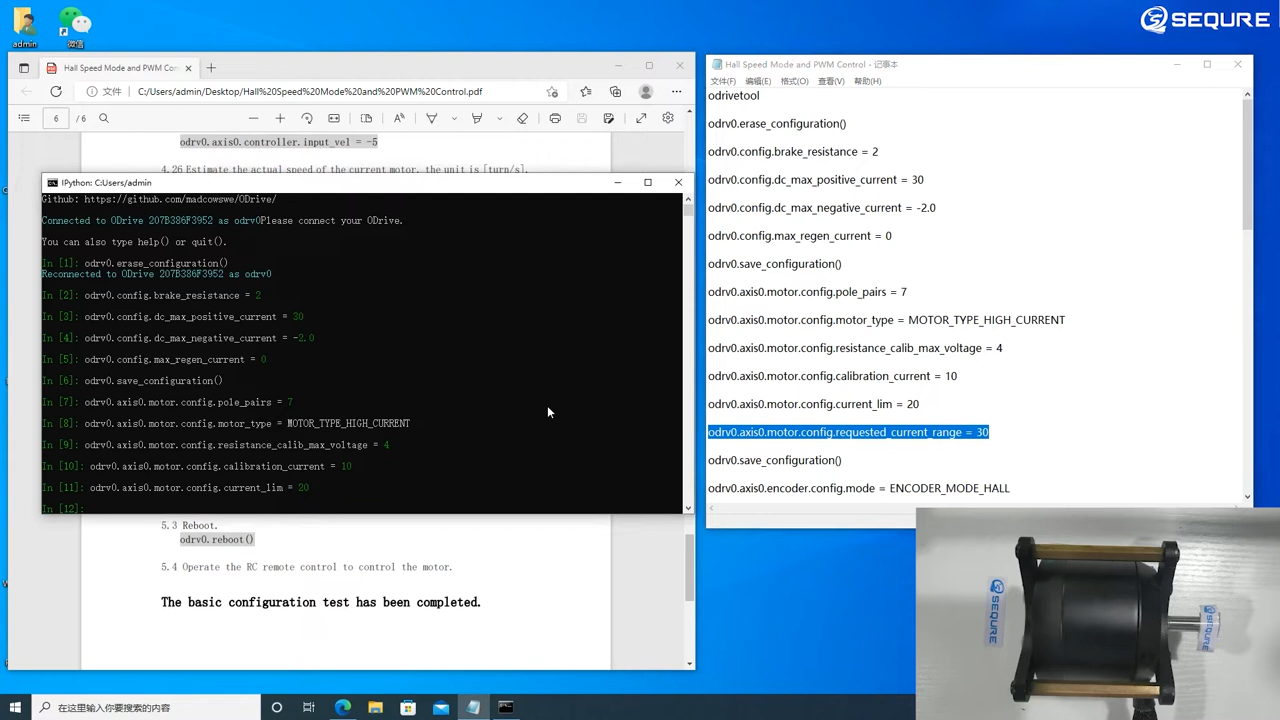 SEQURE
admin
微信
Hall Speed Mode and PWM Con
文件
C:/Users/admin/Desktop/Hall%20Speed%20Mode%20and%20PWM%20Control.pdf
6 / 6
odrv0.axis0.controller.input_vel = -5
4.26 Estimate the actual speed of the current motor, the unit is [turn/s].
IPython: C:Users/admin
Github: https://github.com/madcowswe/ODrive/
Connected to ODrive 207B386F3952 as odrv0Please connect your ODrive.
You can also type help() or quit().
In [1]: odrv0.erase_configuration()
Reconnected to ODrive 207B386F3952 as odrv0
In [2]: odrv0.config.brake_resistance = 2
In [3]: odrv0.config.dc_max_positive_current = 30
In [4]: odrv0.config.dc_max_negative_current = -2.0
In [5]: odrv0.config.max_regen_current = 0
In [6]: odrv0.save_configuration()
In [7]: odrv0.axis0.motor.config.pole_pairs = 7
In [8]: odrv0.axis0.motor.config.motor_type = MOTOR_TYPE_HIGH_CURRENT
In [9]: odrv0.axis0.motor.config.resistance_calib_max_voltage = 4
In [10]: odrv0.axis0.motor.config.calibration_current = 10
In [11]: odrv0.axis0.motor.config.current_lim = 20
In [12]:
5.3 Reboot.
odrv0.reboot()
5.4 Operate the RC remote control to control the motor.
The basic configuration test has been completed.
Hall Speed Mode and PWM Control - 记事本
文件(F) 编辑(E) 格式(O) 查看(V) 帮助(H)
odrivetool
odrv0.erase_configuration()
odrv0.config.brake_resistance = 2
odrv0.config.dc_max_positive_current = 30
odrv0.config.dc_max_negative_current = -2.0
odrv0.config.max_regen_current = 0
odrv0.save_configuration()
odrv0.axis0.motor.config.pole_pairs = 7
odrv0.axis0.motor.config.motor_type = MOTOR_TYPE_HIGH_CURRENT
odrv0.axis0.motor.config.resistance_calib_max_voltage = 4
odrv0.axis0.motor.config.calibration_current = 10
odrv0.axis0.motor.config.current_lim = 20
odrv0.axis0.motor.config.requested_current_range = 30
odrv0.save_configuration()
odrv0.axis0.encoder.config.mode = ENCODER_MODE_HALL
SEQURE
SEQURE
在这里输入你要搜索的内容